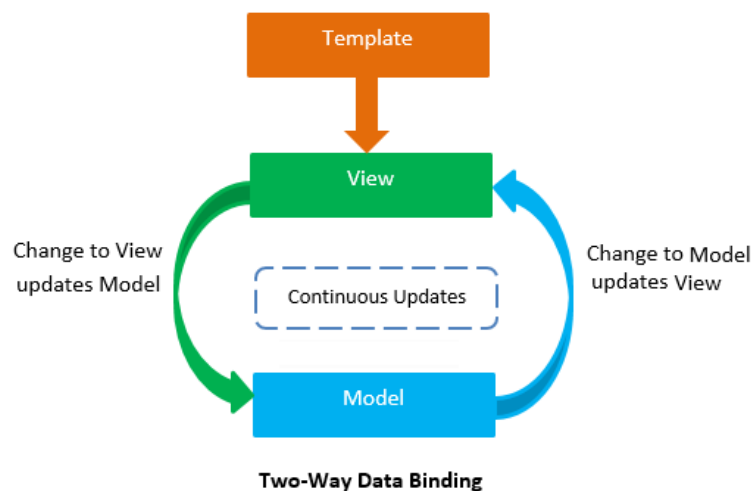 Template
View
Change to View
updates Model
Change to Model
updates View
Continuous Updates
Model
Two-Way Data Binding